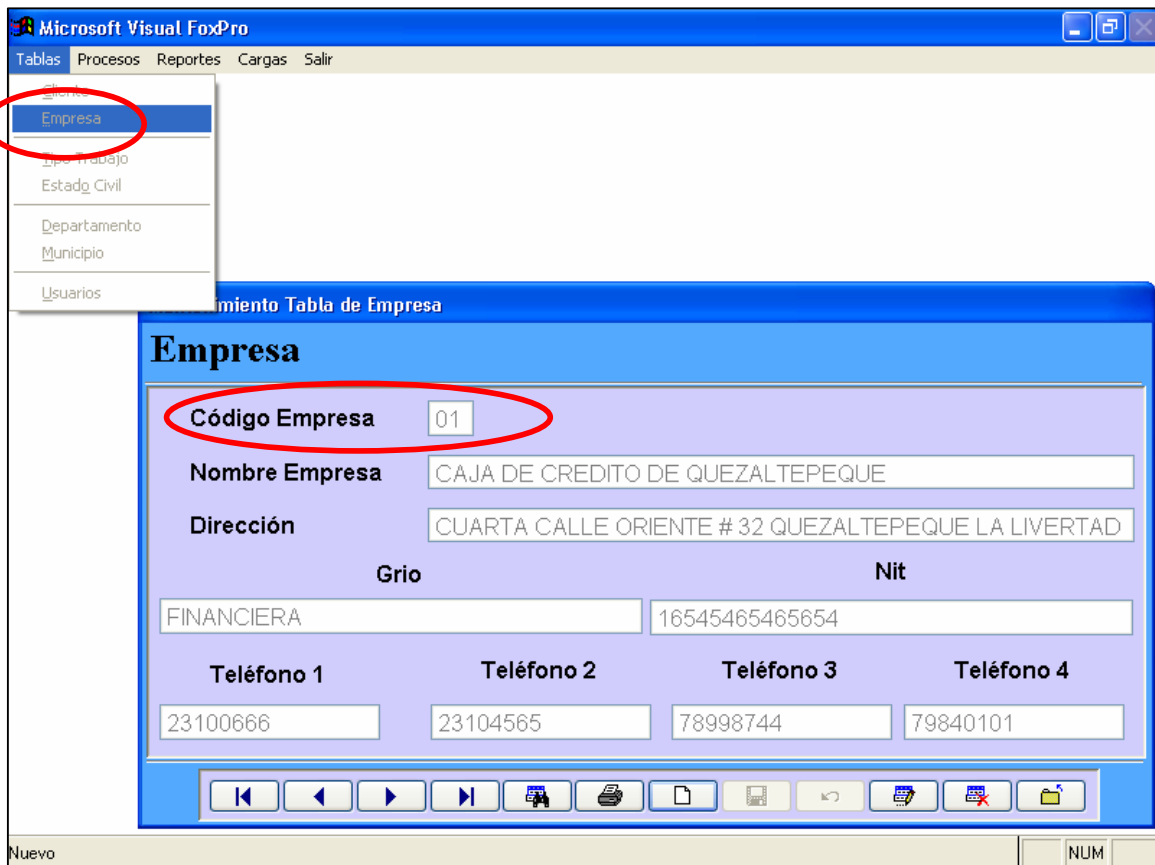 Microsoft Visual FoxPro
Tablas Procesos Reportes Cargas Salir
Cliente
Empresa
Tipo Trabajo
Estado Civil
Departamento
Municipio
Usuarios
Tabla de Empresa
Empresa
Código Empresa 01
Nombre Empresa CAJA DE CREDITO DE QUEZALTEPEQUE
Dirección CUARTA CALLE ORIENTE # 32 QUEZALTEPEQUE LA LIVERTAD
Grio Nit
FINANCIERA 16545465465654
Teléfono 1 Teléfono 2 Teléfono 3 Teléfono 4
23100666 23104565 78998744 79840101
Nuevo NUM